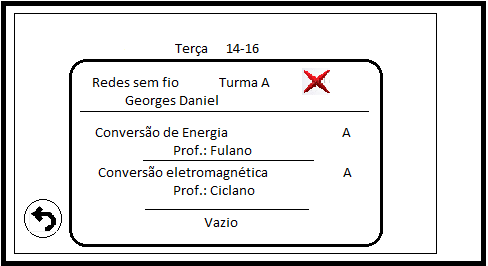 Terça 14-16
Redes sem fio Turma A
Georges Daniel
Conversão de Energia A
Prof.: Fulano
Conversão eletromagnética A
Prof.: Ciclano
Vazio